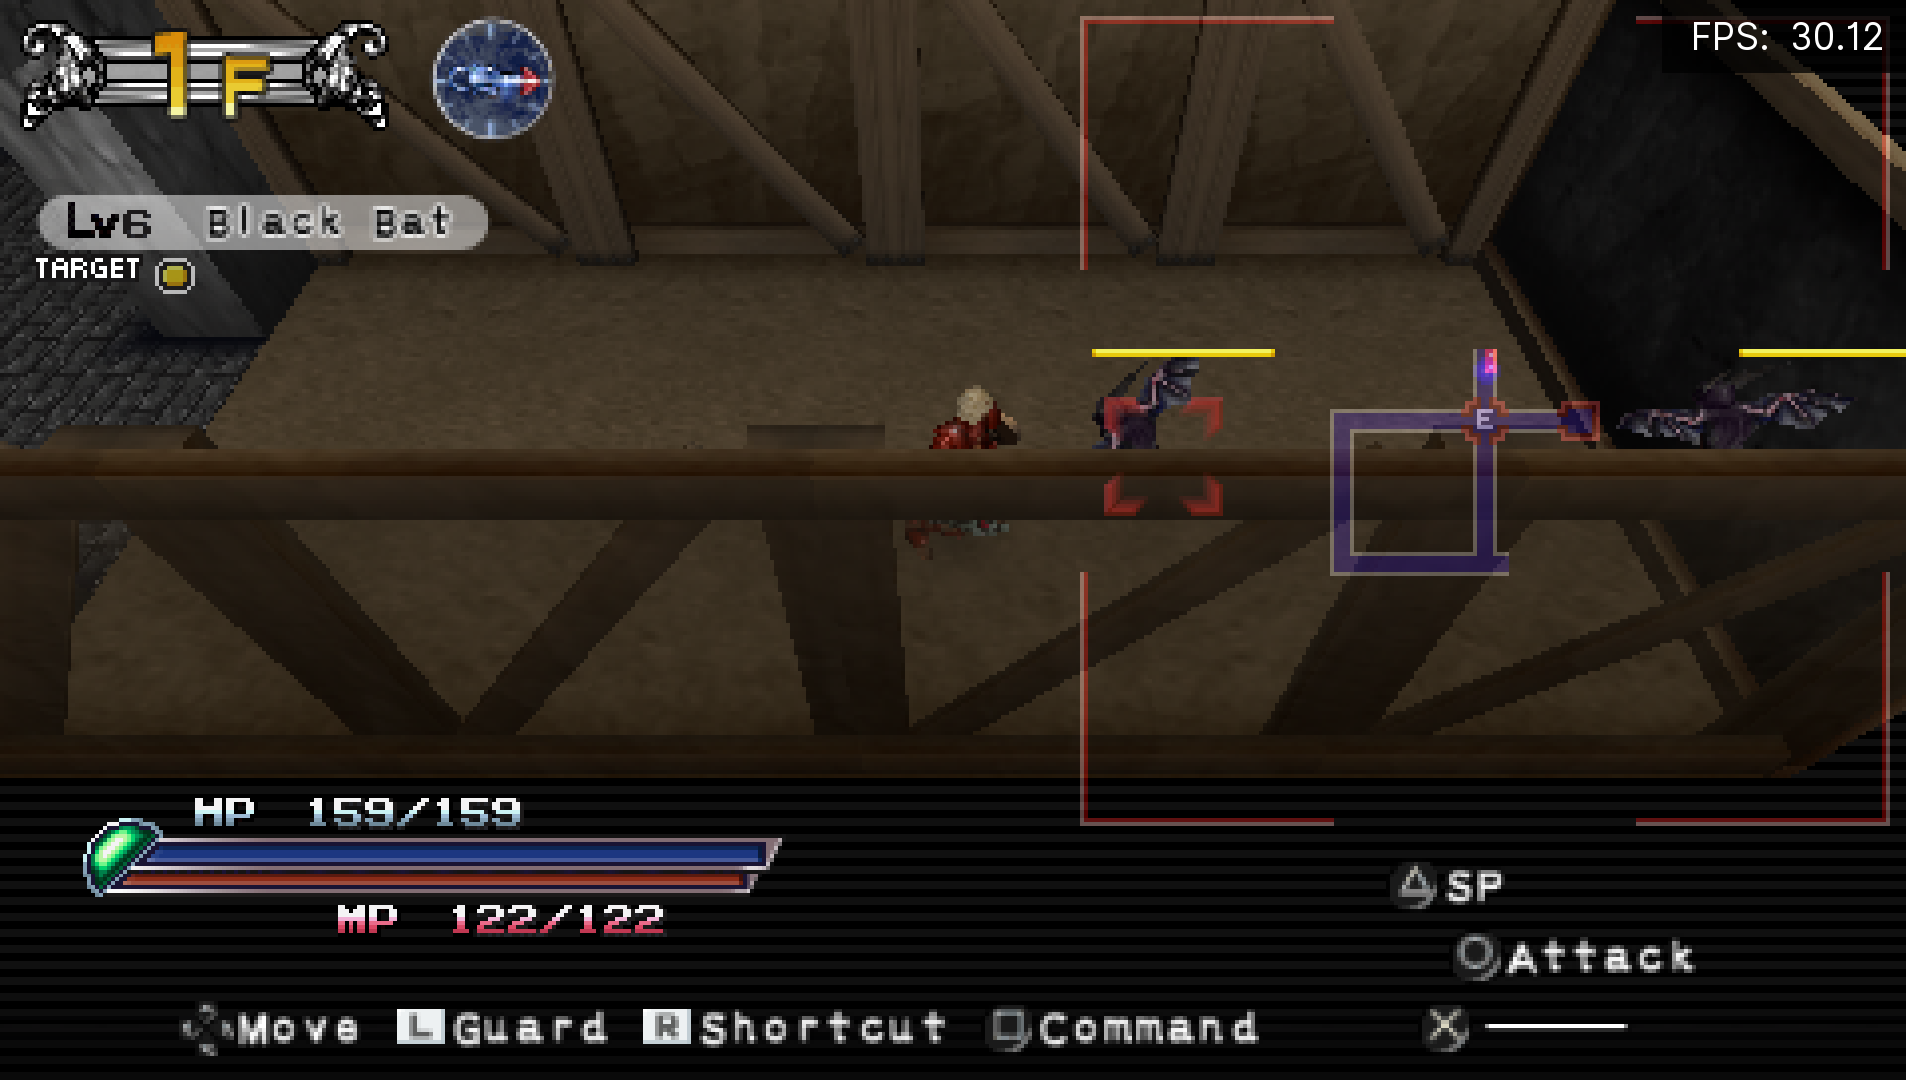 1F
FPS: 30.12
Lv6 Black Bat
TARGET
E
HP 159/159
MP 122/122
SP
Attack
Move L Guard R Shortcut Command